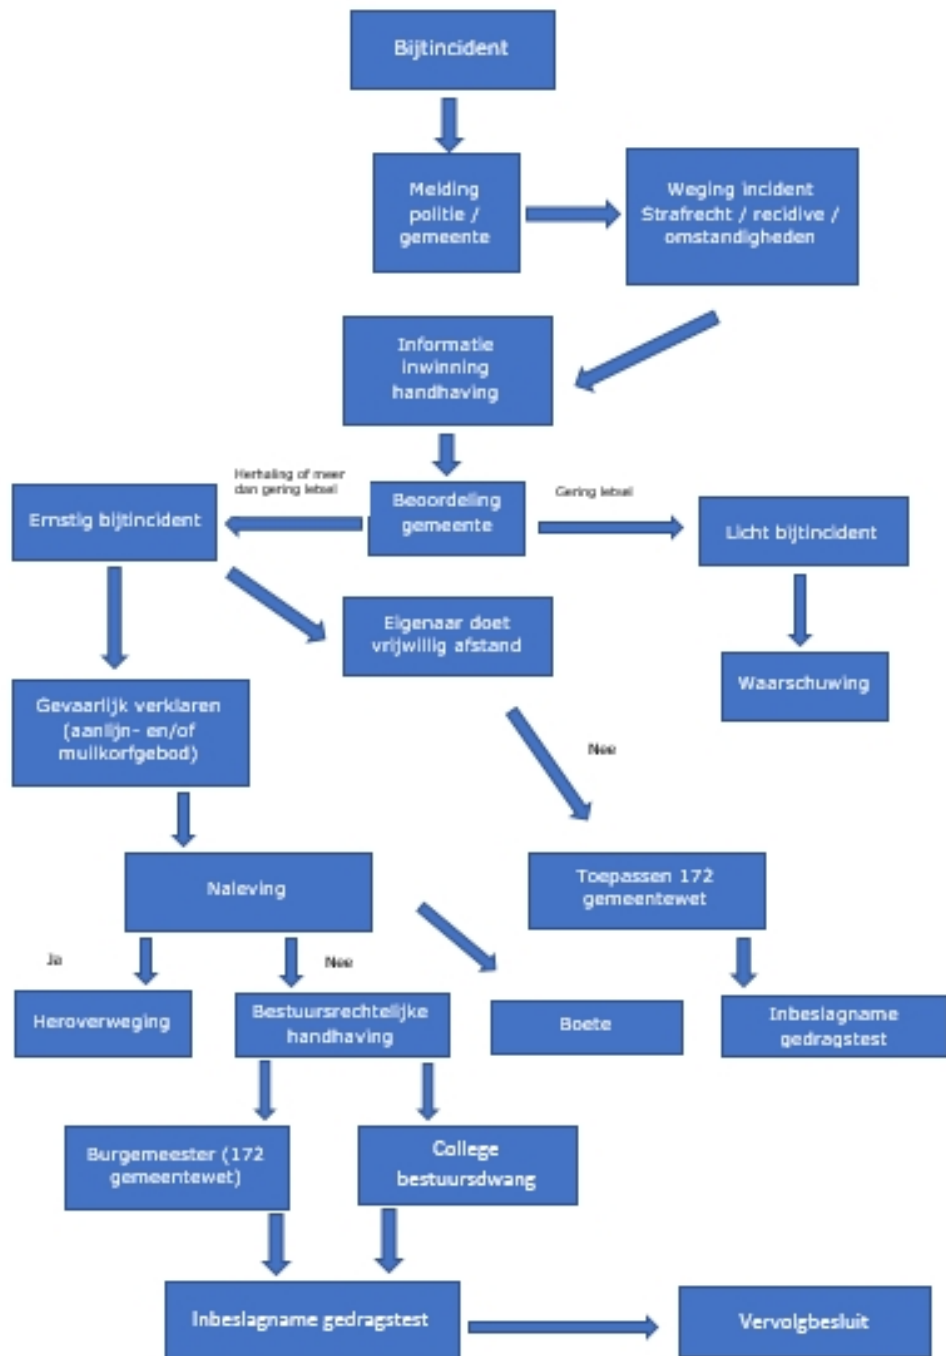 Bijtincident
Melding
politie /
gemeente
Weging incident
Strafrecht / recidive /
omstandigheden
Informatie
inwinning
handhaving
Herhaling of meer
dan gering letsel
Beoordeling
gemeente
Gering letsel
Ernstig bijtincident
Licht bijtincident
Eigenaar doet
vrijwillig afstand
Waarschuwing
Gevaarlijk verklaren
(aanlijn- en/of
muilkorfgebod)
Nee
Naleving
Toepassen 172
gemeentewet
Ja
Nee
Heroverweging
Bestuursrechtelijke
handhaving
Boete
Inbeslagname
gedragstest
Burgemeester (172
gemeentewet)
College
bestuursdwang
Inbeslagname gedragstest
Vervolgbesluit